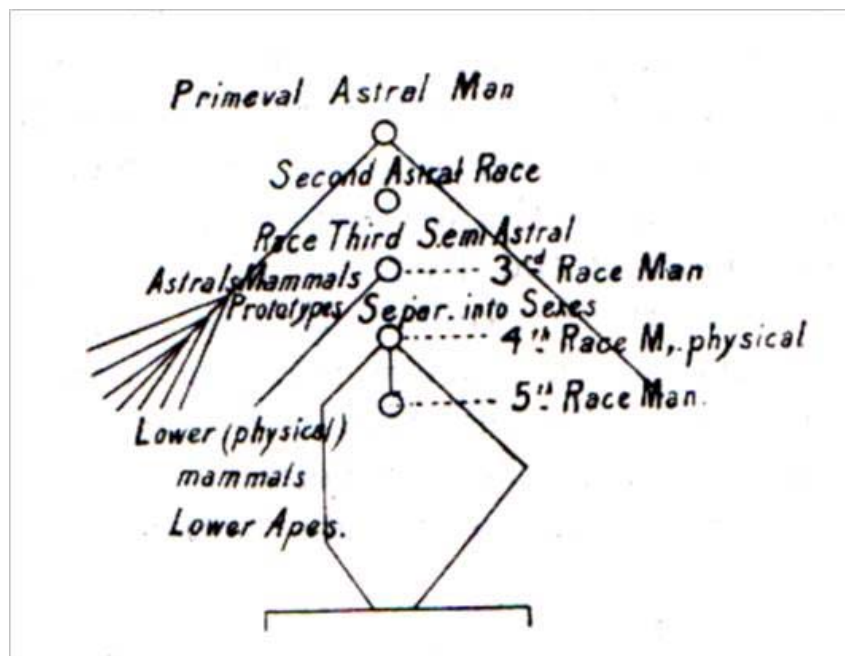 Primeval Astral Man
Second Astral Race
Race Third Semi Astral
Astrals Mammals
3rd Race Man
Prototypes Separ. into Sexes
4th Race M, physical
5th Race Man.
Lower (physical)
mammals
Lower Apes.